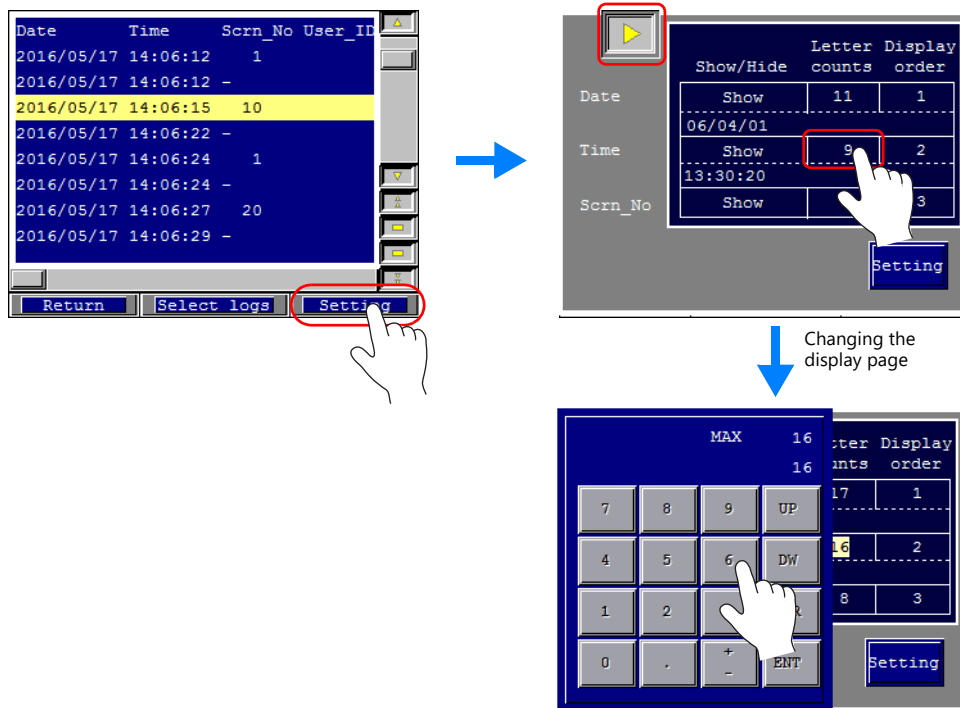 Date Time Scrn_No User_ID
2016/05/17 14:06:12 1
2016/05/17 14:06:12 -
2016/05/17 14:06:15 10
2016/05/17 14:06:22 -
2016/05/17 14:06:24 1
2016/05/17 14:06:24 -
2016/05/17 14:06:27 20
2016/05/17 14:06:29 -
Return Select logs Setting
Letter Display
Show/Hide counts order
Date Show 11 1
06/04/01
Time Show 9 2
13:30:20
Scrn_No Show 3
Setting
Changing the
display page
MAX 16
16
7 8 9 UP
4 5 6 DW
1 2
0 . + - ENT
Display
order
17 1
16 2
8 3
Setting